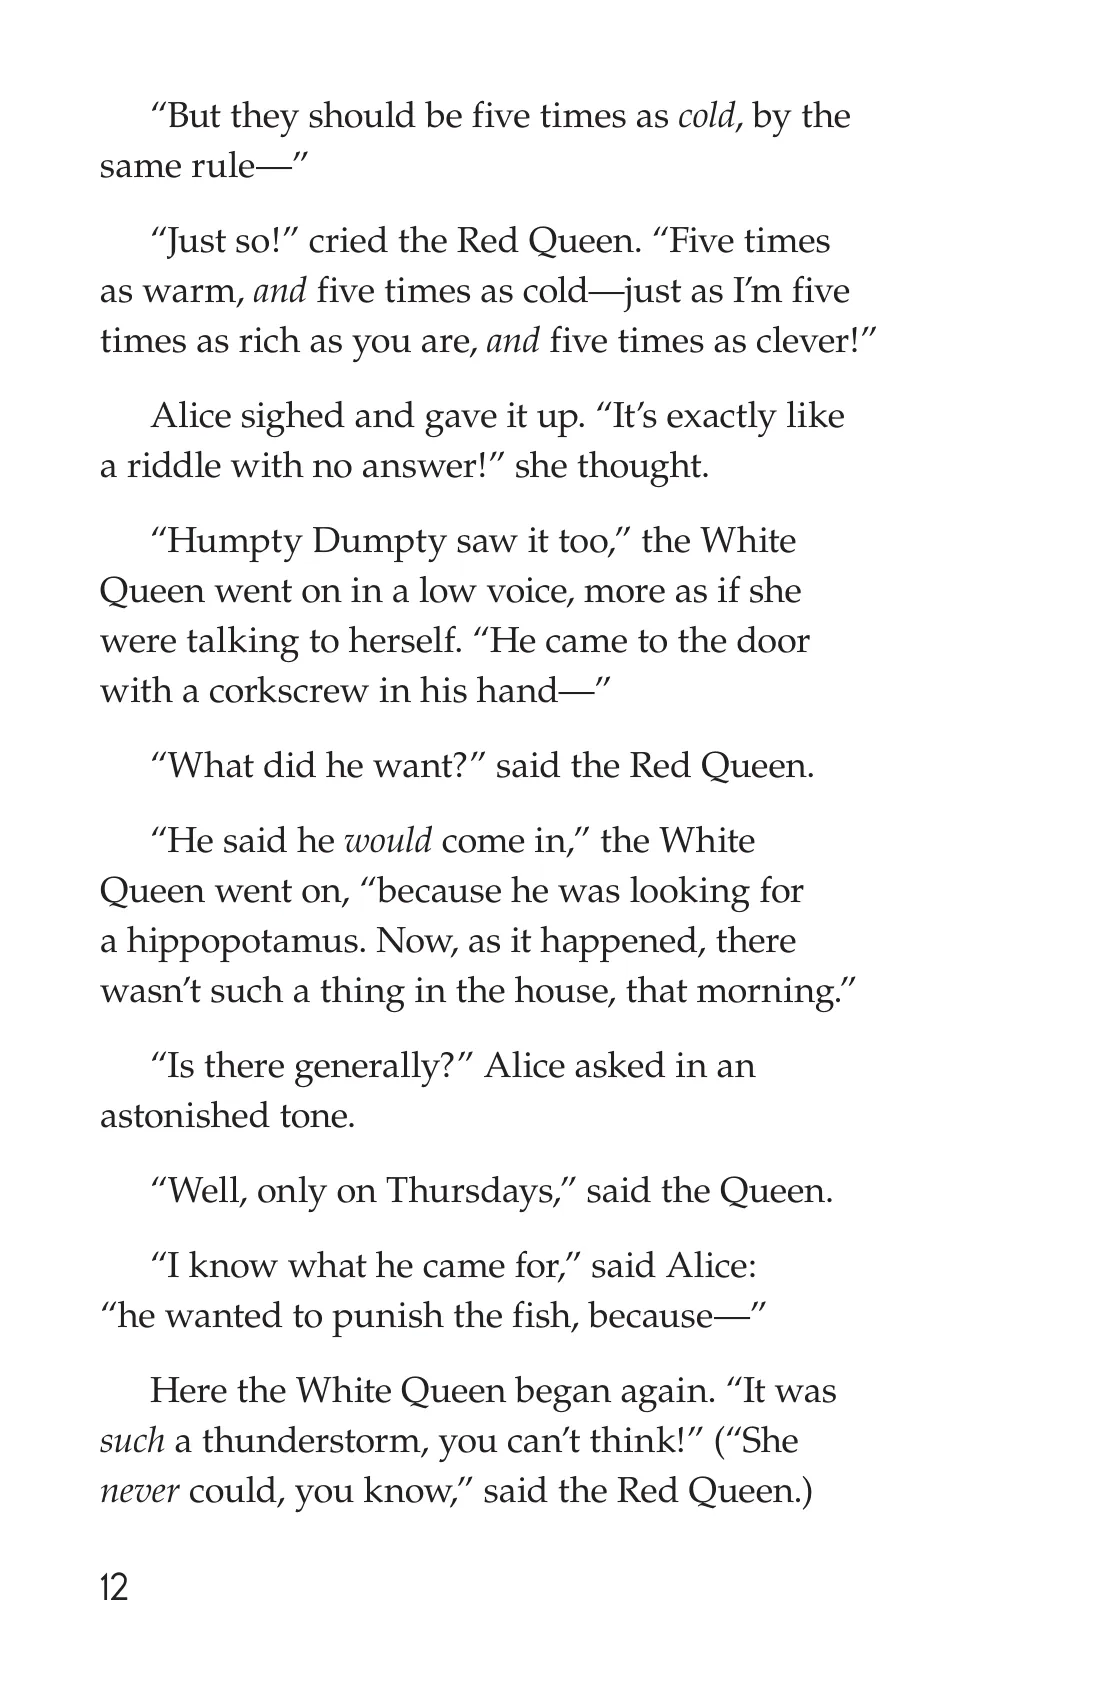 “But they should be five times as cold, by the
same rule—”
“Just so!” cried the Red Queen. “Five times
as warm, and five times as cold—just as I’m five
times as rich as you are, and five times as clever!”
Alice sighed and gave it up. “It’s exactly like
a riddle with no answer!” she thought.
“Humpty Dumpty saw it too,” the White
Queen went on in a low voice, more as if she
were talking to herself. “He came to the door
with a corkscrew in his hand—”
“What did he want?” said the Red Queen.
“He said he would come in,” the White
Queen went on, “because he was looking for
a hippopotamus. Now, as it happened, there
wasn’t such a thing in the house, that morning.”
“Is there generally?” Alice asked in an
astonished tone.
“Well, only on Thursdays,” said the Queen.
“I know what he came for,” said Alice:
“he wanted to punish the fish, because—”
Here the White Queen began again. “It was
such a thunderstorm, you can’t think!” (“She
never could, you know,” said the Red Queen.)
12